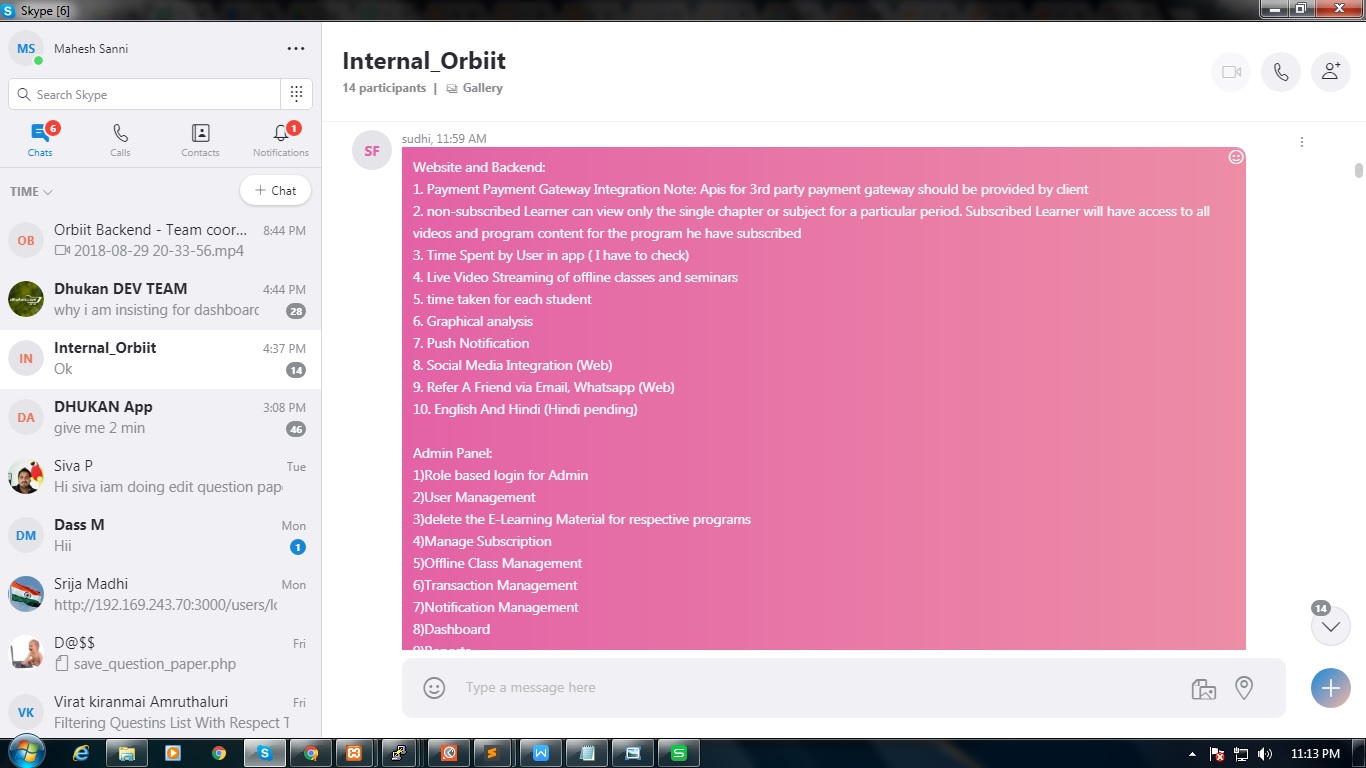 Skype [6]
MS
Mahesh Sanni
Search Skype
6
1
Chats
Calls
Contacts
Notifications
TIME
Chat
OB
Orbiit Backend - Team coor...
8:44 PM
2018-08-29 20-33-56.mp4
Dhukan DEV TEAM
4:44 PM
why i am insisting for dashboard
28
IN
Internal_Orbiit
4:37 PM
Ok
14
DA
DHUKAN App
3:08 PM
give me 2 min
46
Siva P
Tue
Hi siva iam doing edit question pap
DM
Dass M
Mon
Hii
1
Srija Madhi
Mon
http://192.169.243.70:3000/users/l
D@$$
Fri
save_question_paper.php
VK
Virat kiranmai Amruthaluri
Fri
Filtering Questins List With Respect T
Internal_Orbiit
14 participants | Gallery
SF
sudhi, 11:59 AM
Website and Backend:
1. Payment Payment Gateway Integration Note: Apis for 3rd party payment gateway should be provided by client
2. non-subscribed Learner can view only the single chapter or subject for a particular period. Subscribed Learner will have access to all
videos and program content for the program he have subscribed
3. Time Spent by User in app ( I have to check)
4. Live Video Streaming of offline classes and seminars
5. time taken for each student
6. Graphical analysis
7. Push Notification
8. Social Media Integration (Web)
9. Refer A Friend via Email, Whatsapp (Web)
10. English And Hindi (Hindi pending)
Admin Panel:
1)Role based login for Admin
2)User Management
3)delete the E-Learning Material for respective programs
4)Manage Subscription
5)Offline Class Management
6)Transaction Management
7)Notification Management
8)Dashboard
9)Reports
14
Type a message here
11:13 PM